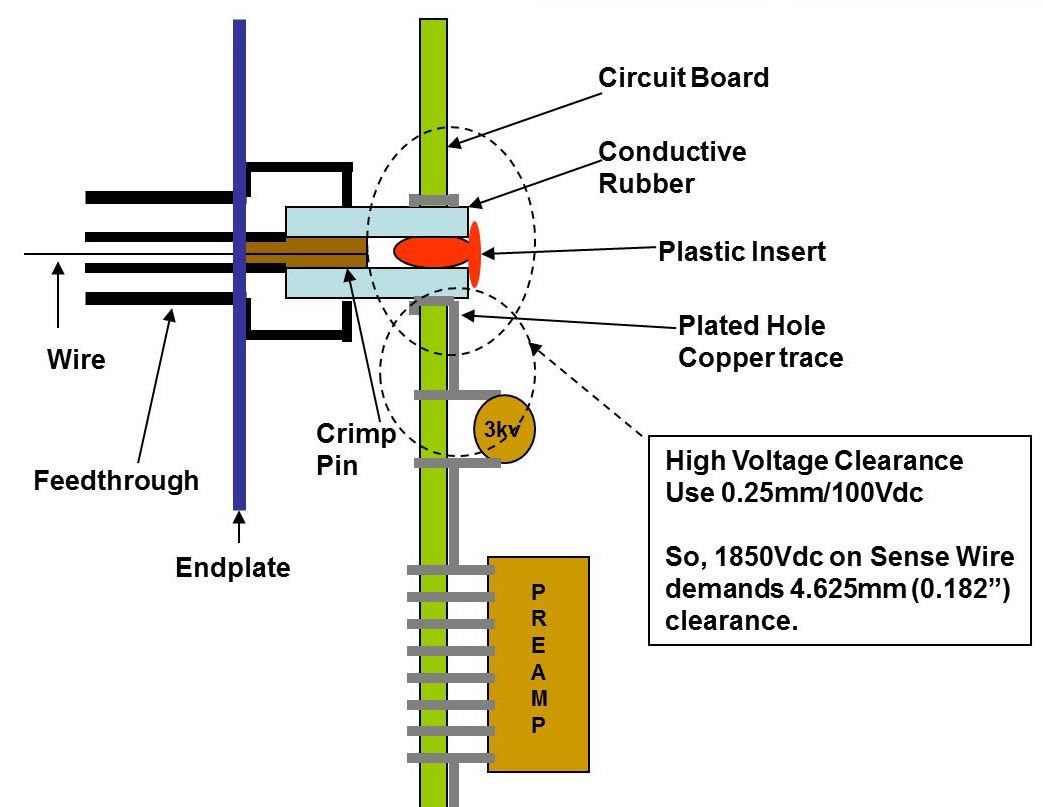 Circuit Board
Conductive
Rubber
Plastic Insert
Plated Hole
Copper trace
Wire
Crimp
Pin
3kv
Feedthrough
High Voltage Clearance
Use 0.25mm/100Vdc
So, 1850Vdc on Sense Wire
demands 4.625mm (0.182”)
clearance.
Endplate
P
R
E
A
M
P